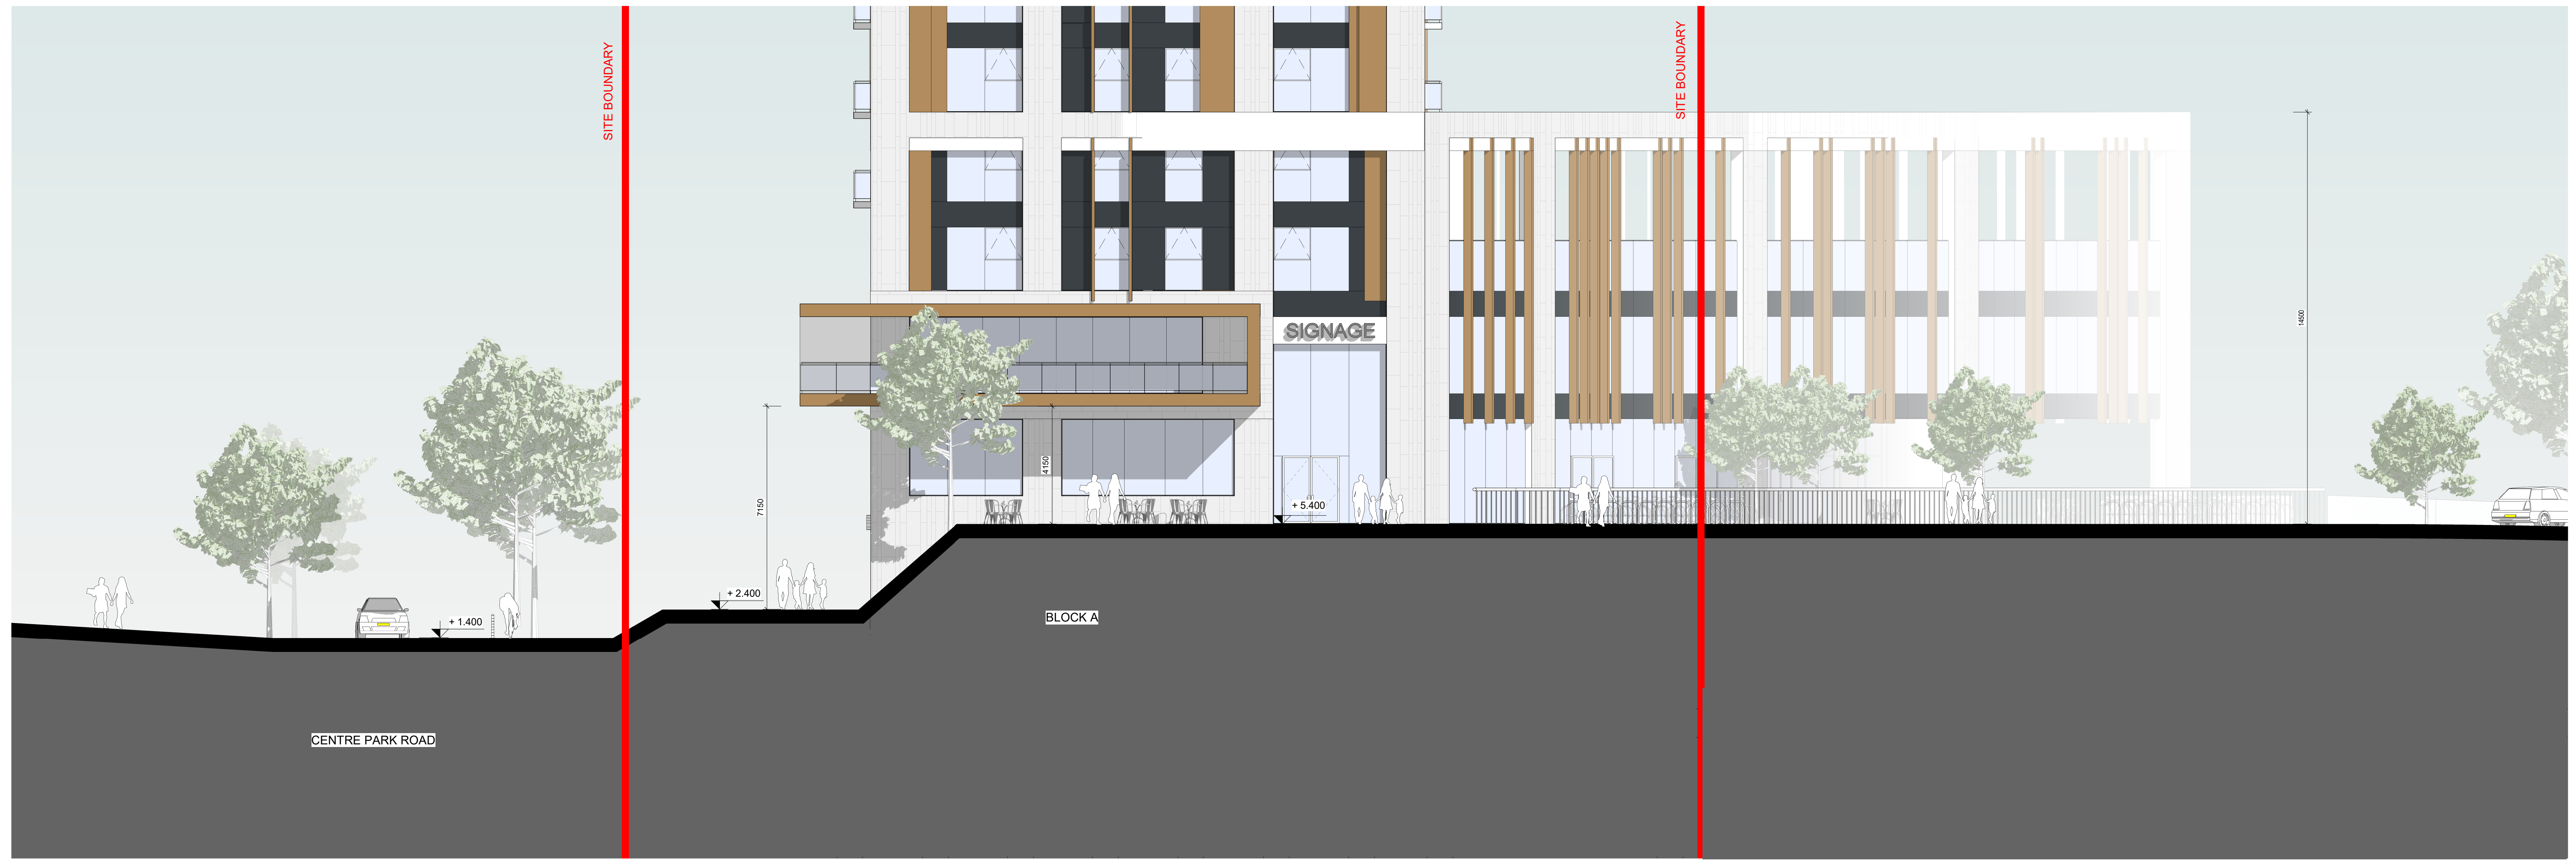 SITE BOUNDARY
SITE BOUNDARY
14500
SIGNAGE
7150
4150
+ 5.400
+ 2.400
+ 1.400
BLOCK A
CENTRE PARK ROAD